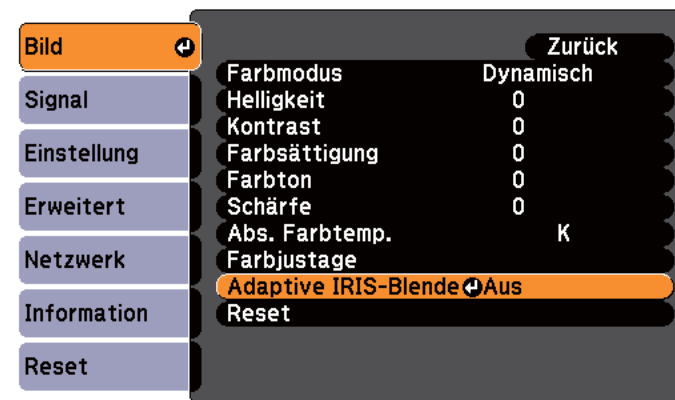 Bild
Signal
Einstellung
Erweitert
Netzwerk
Information
Reset
Zurück
Farbmodus Dynamisch
Helligkeit 0
Kontrast 0
Farbsättigung 0
Farbton 0
Schärfe 0
Abs. Farbtemp. K
Farbjustage
Adaptive IRIS-Blende Aus
Reset